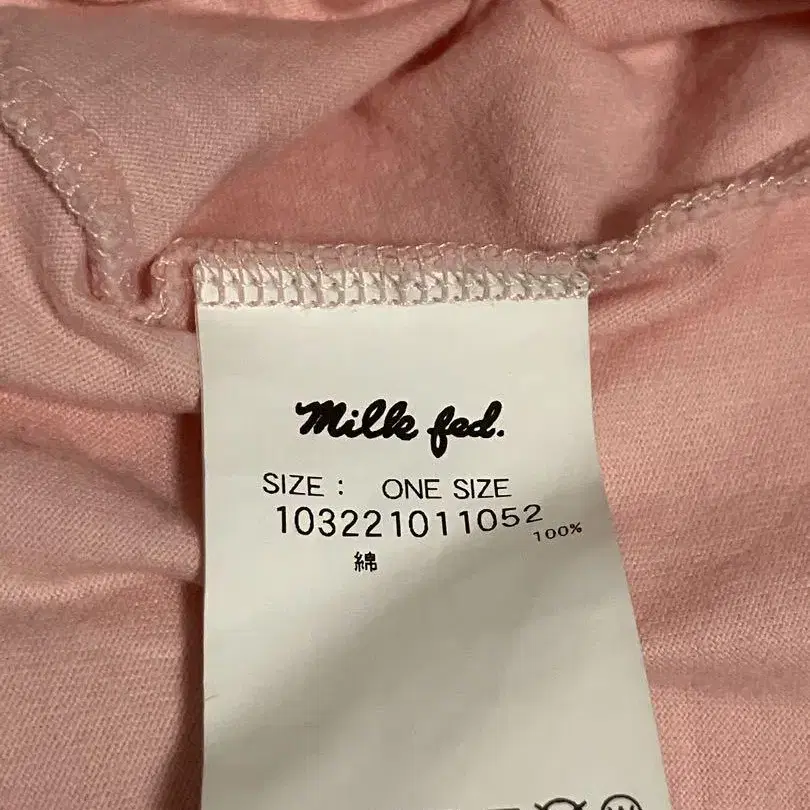 Milk fed.
SIZE : ONE SIZE
103221011052
綿 100%